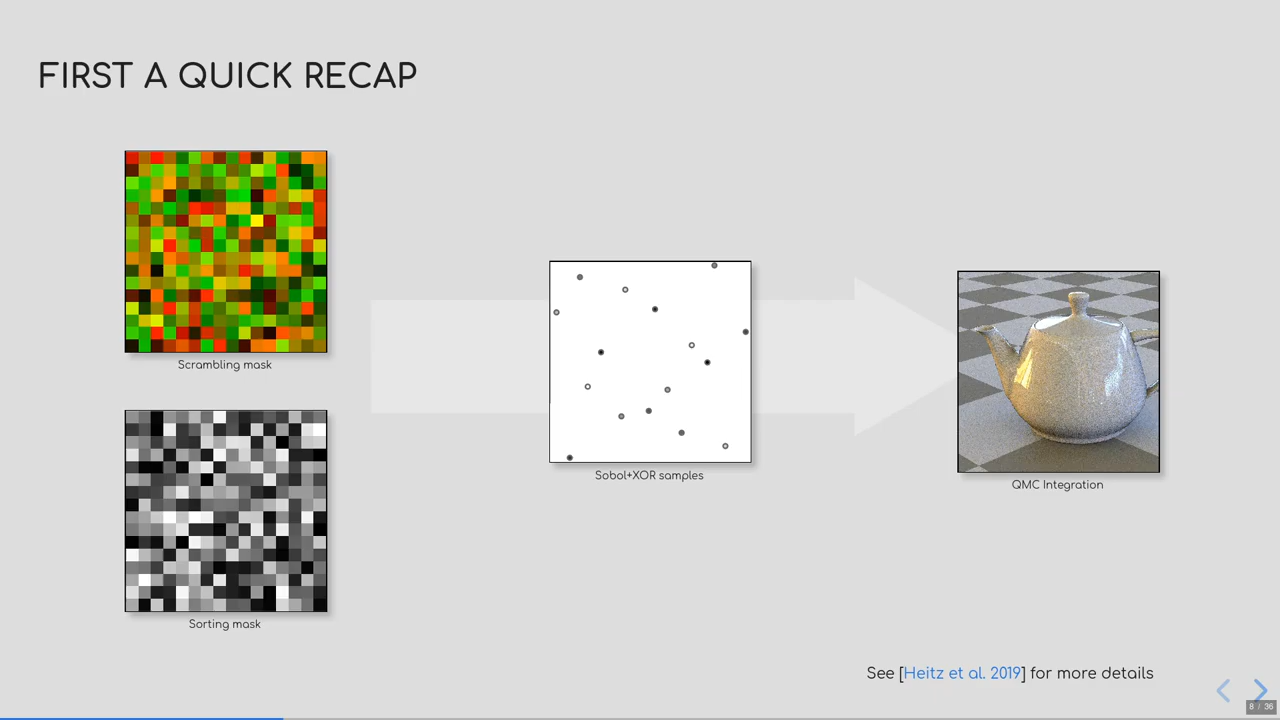 FIRST A QUICK RECAP
Scrambling mask
Sorting mask
Sobol+XOR samples
QMC Integration
See [Heitz et al. 2019] for more details
8 / 36